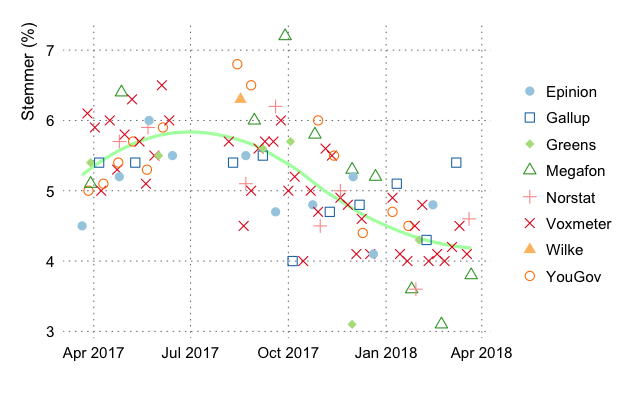 Stemmer (%)
7
6
5
4
3
Apr 2017
Jul 2017
Oct 2017
Jan 2018
Apr 2018
Epinion
Gallup
Greens
Megafon
Norstat
Voxmeter
Wilke
YouGov